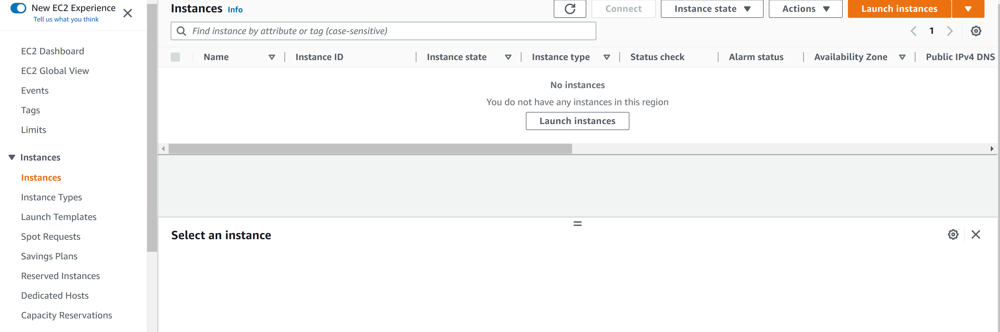 New EC2 Experience
Tell us what you think
EC2 Dashboard
EC2 Global View
Events
Tags
Limits
Instances
Instances
Instance Types
Launch Templates
Spot Requests
Savings Plans
Reserved Instances
Dedicated Hosts
Capacity Reservations
Instances Info
Connect Instance state Actions Launch instances
Find instance by attribute or tag (case-sensitive)
1
Name Instance ID Instance state Instance type Status check Alarm status Availability Zone Public IPv4 DNS
No instances
You do not have any instances in this region
Launch instances
Select an instance